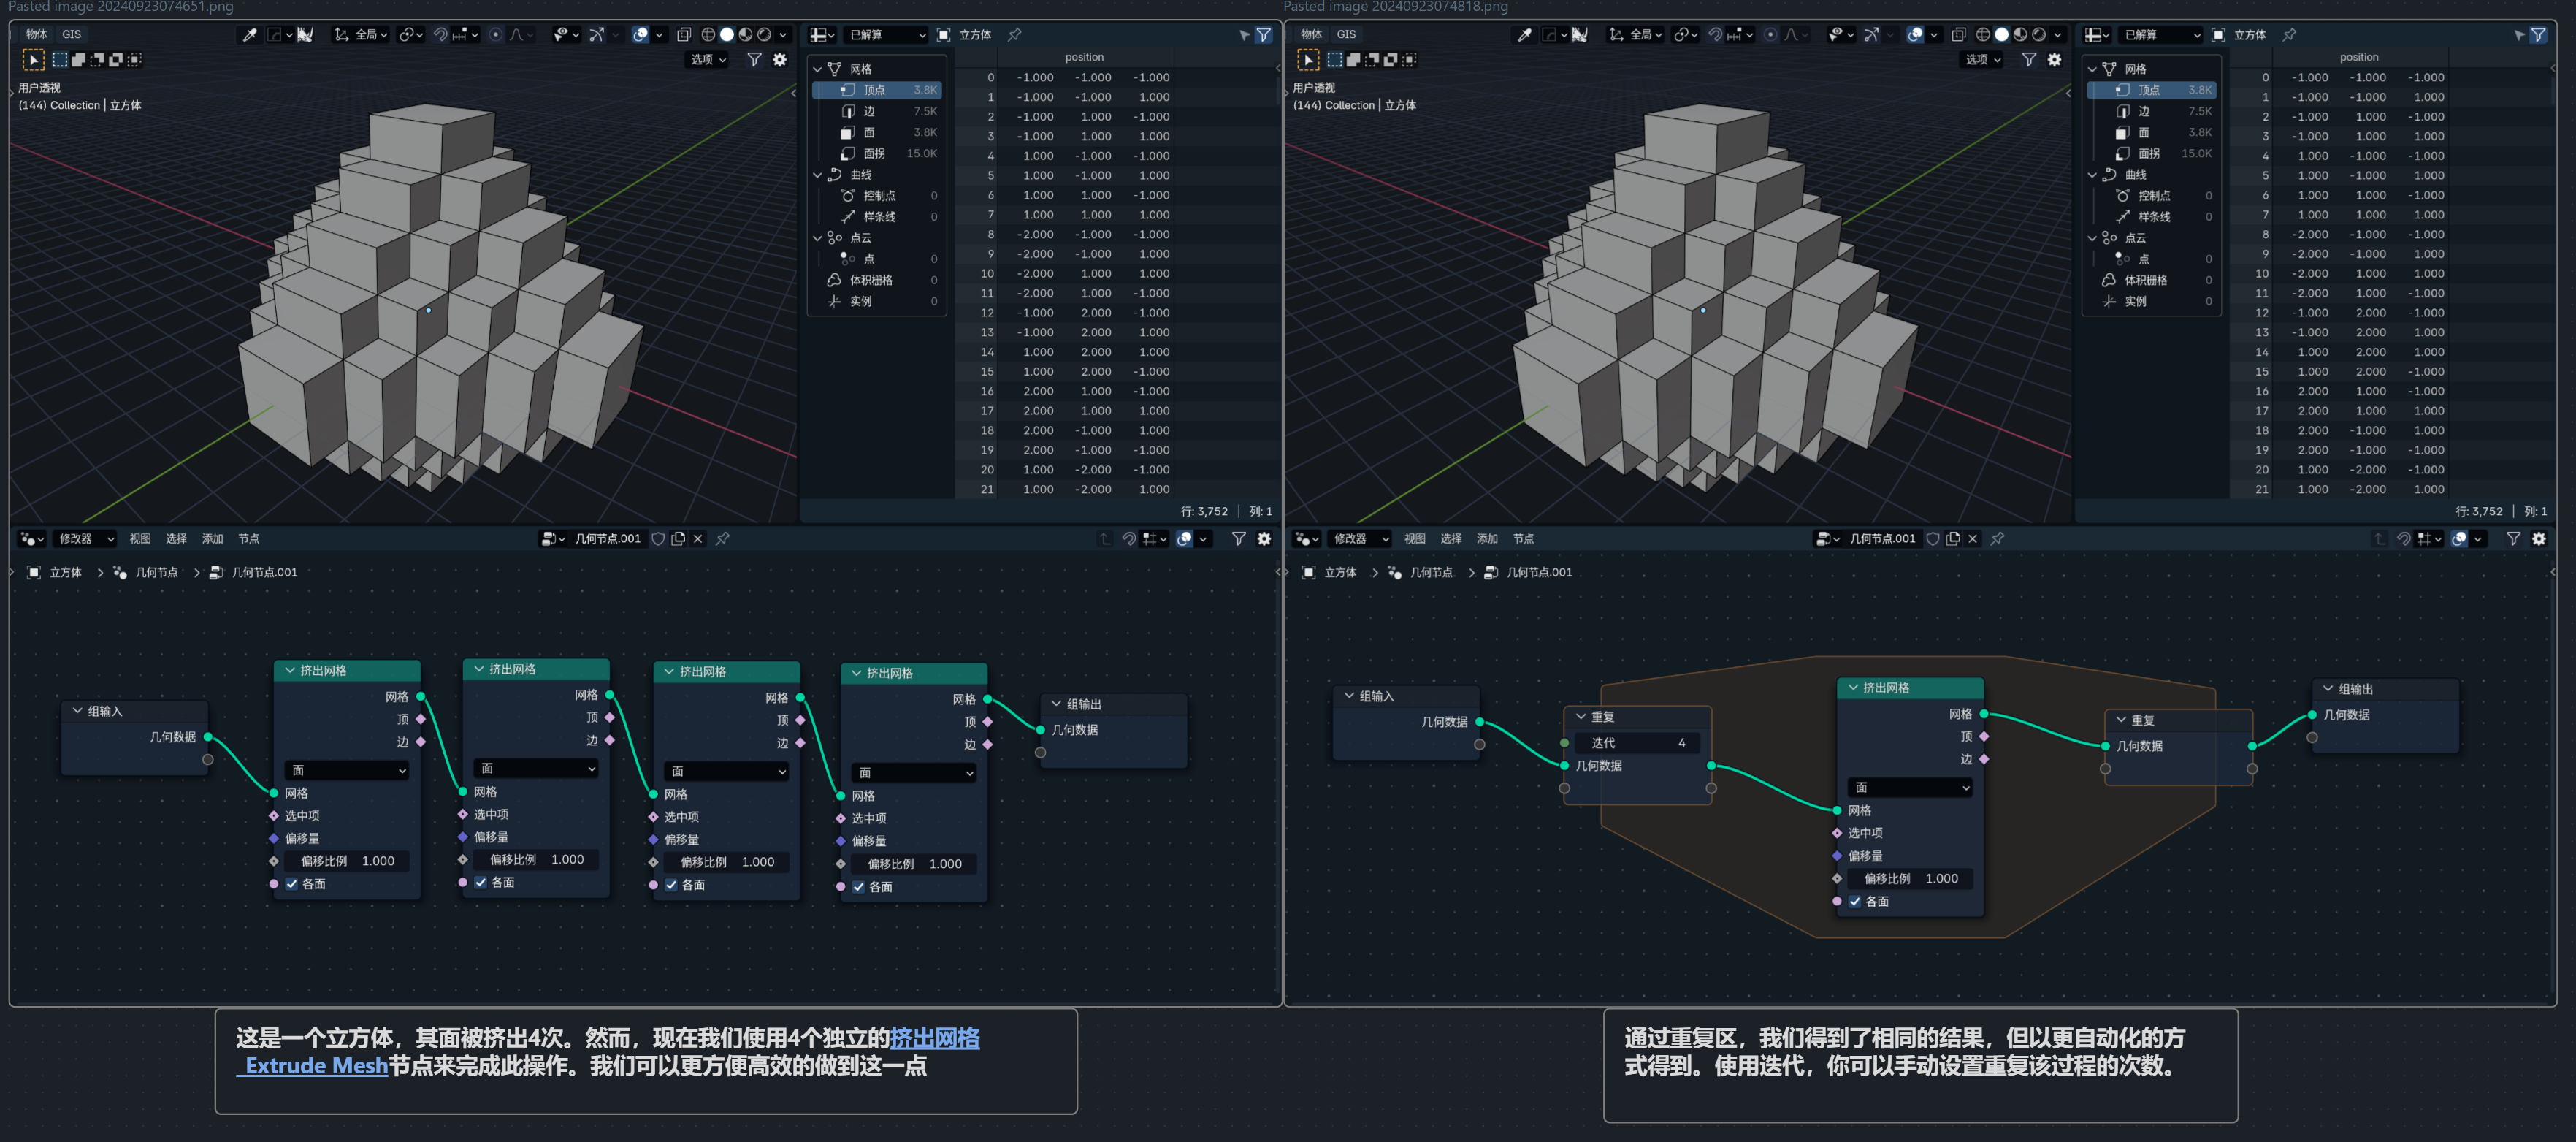 Pasted image 20240923074651.png
物体 GIS
全局
选项
用户透视
(144) Collection | 立方体
已解算
立方体
网格
顶点 3.8K
边 7.5K
面 3.8K
面拐 15.0K
曲线
控制点 0
样条线 0
点云
点 0
体积栅格 0
实例 0
position
0 -1.000 -1.000 -1.000
1 -1.000 -1.000 1.000
2 -1.000 1.000 -1.000
3 -1.000 1.000 1.000
4 1.000 -1.000 -1.000
5 1.000 -1.000 1.000
6 1.000 1.000 -1.000
7 1.000 1.000 1.000
8 -2.000 -1.000 -1.000
9 -2.000 -1.000 1.000
10 -2.000 1.000 1.000
11 -2.000 1.000 -1.000
12 -1.000 2.000 -1.000
13 -1.000 2.000 1.000
14 1.000 2.000 1.000
15 1.000 2.000 -1.000
16 2.000 1.000 -1.000
17 2.000 1.000 1.000
18 2.000 -1.000 1.000
19 2.000 -1.000 -1.000
20 1.000 -2.000 -1.000
21 1.000 -2.000 1.000
行: 3,752 | 列: 1
修改器 视图 选择 添加 节点
几何节点.001
立方体 > 几何节点 > 几何节点.001
组输入
几何数据
挤出网格
网格
顶
边
面
网格
选中项
偏移量
偏移比例 1.000
各面
挤出网格
网格
顶
边
面
网格
选中项
偏移量
偏移比例 1.000
各面
挤出网格
网格
顶
边
面
网格
选中项
偏移量
偏移比例 1.000
各面
挤出网格
网格
顶
边
面
网格
选中项
偏移量
偏移比例 1.000
各面
组输出
几何数据
这是一个立方体，其面被挤出4次。然而，现在我们使用4个独立的挤出网格
_Extrude Mesh节点来完成此操作。我们可以更方便高效的做到这一点
Pasted image 20240923074818.png
物体 GIS
全局
选项
用户透视
(144) Collection | 立方体
已解算
立方体
网格
顶点 3.8K
边 7.5K
面 3.8K
面拐 15.0K
曲线
控制点 0
样条线 0
点云
点 0
体积栅格 0
实例 0
position
0 -1.000 -1.000 -1.000
1 -1.000 -1.000 1.000
2 -1.000 1.000 -1.000
3 -1.000 1.000 1.000
4 1.000 -1.000 -1.000
5 1.000 -1.000 1.000
6 1.000 1.000 -1.000
7 1.000 1.000 1.000
8 -2.000 -1.000 -1.000
9 -2.000 -1.000 1.000
10 -2.000 1.000 1.000
11 -2.000 1.000 -1.000
12 -1.000 2.000 -1.000
13 -1.000 2.000 1.000
14 1.000 2.000 1.000
15 1.000 2.000 -1.000
16 2.000 1.000 -1.000
17 2.000 1.000 1.000
18 2.000 -1.000 1.000
19 2.000 -1.000 -1.000
20 1.000 -2.000 -1.000
21 1.000 -2.000 1.000
行: 3,752 | 列: 1
修改器 视图 选择 添加 节点
几何节点.001
立方体 > 几何节点 > 几何节点.001
组输入
几何数据
重复
迭代 4
几何数据
挤出网格
网格
顶
边
面
网格
选中项
偏移量
偏移比例 1.000
各面
重复
几何数据
组输出
几何数据
通过重复区，我们得到了相同的结果，但以更自动化的方
式得到。使用迭代，你可以手动设置重复该过程的次数。